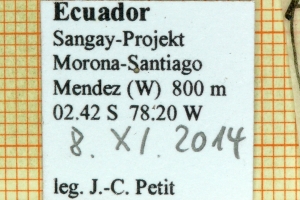 Ecuador
Sangay-Projekt
Morona-Santiago
Mendez (W) 800 m
02.42 S 78.20 W
8. XI. 2014
leg. J.-C. Petit